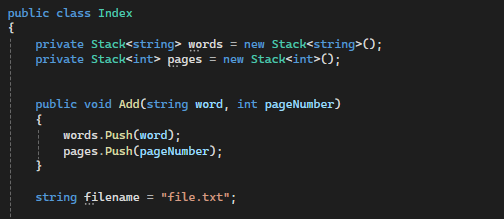 public class Index
{
    private Stack<string> words = new Stack<string>();
    private Stack<int> pages = new Stack<int>();
    public void Add(string word, int pageNumber)
    {
        words.Push(word);
        pages.Push(pageNumber);
    }
    string filename = "file.txt";